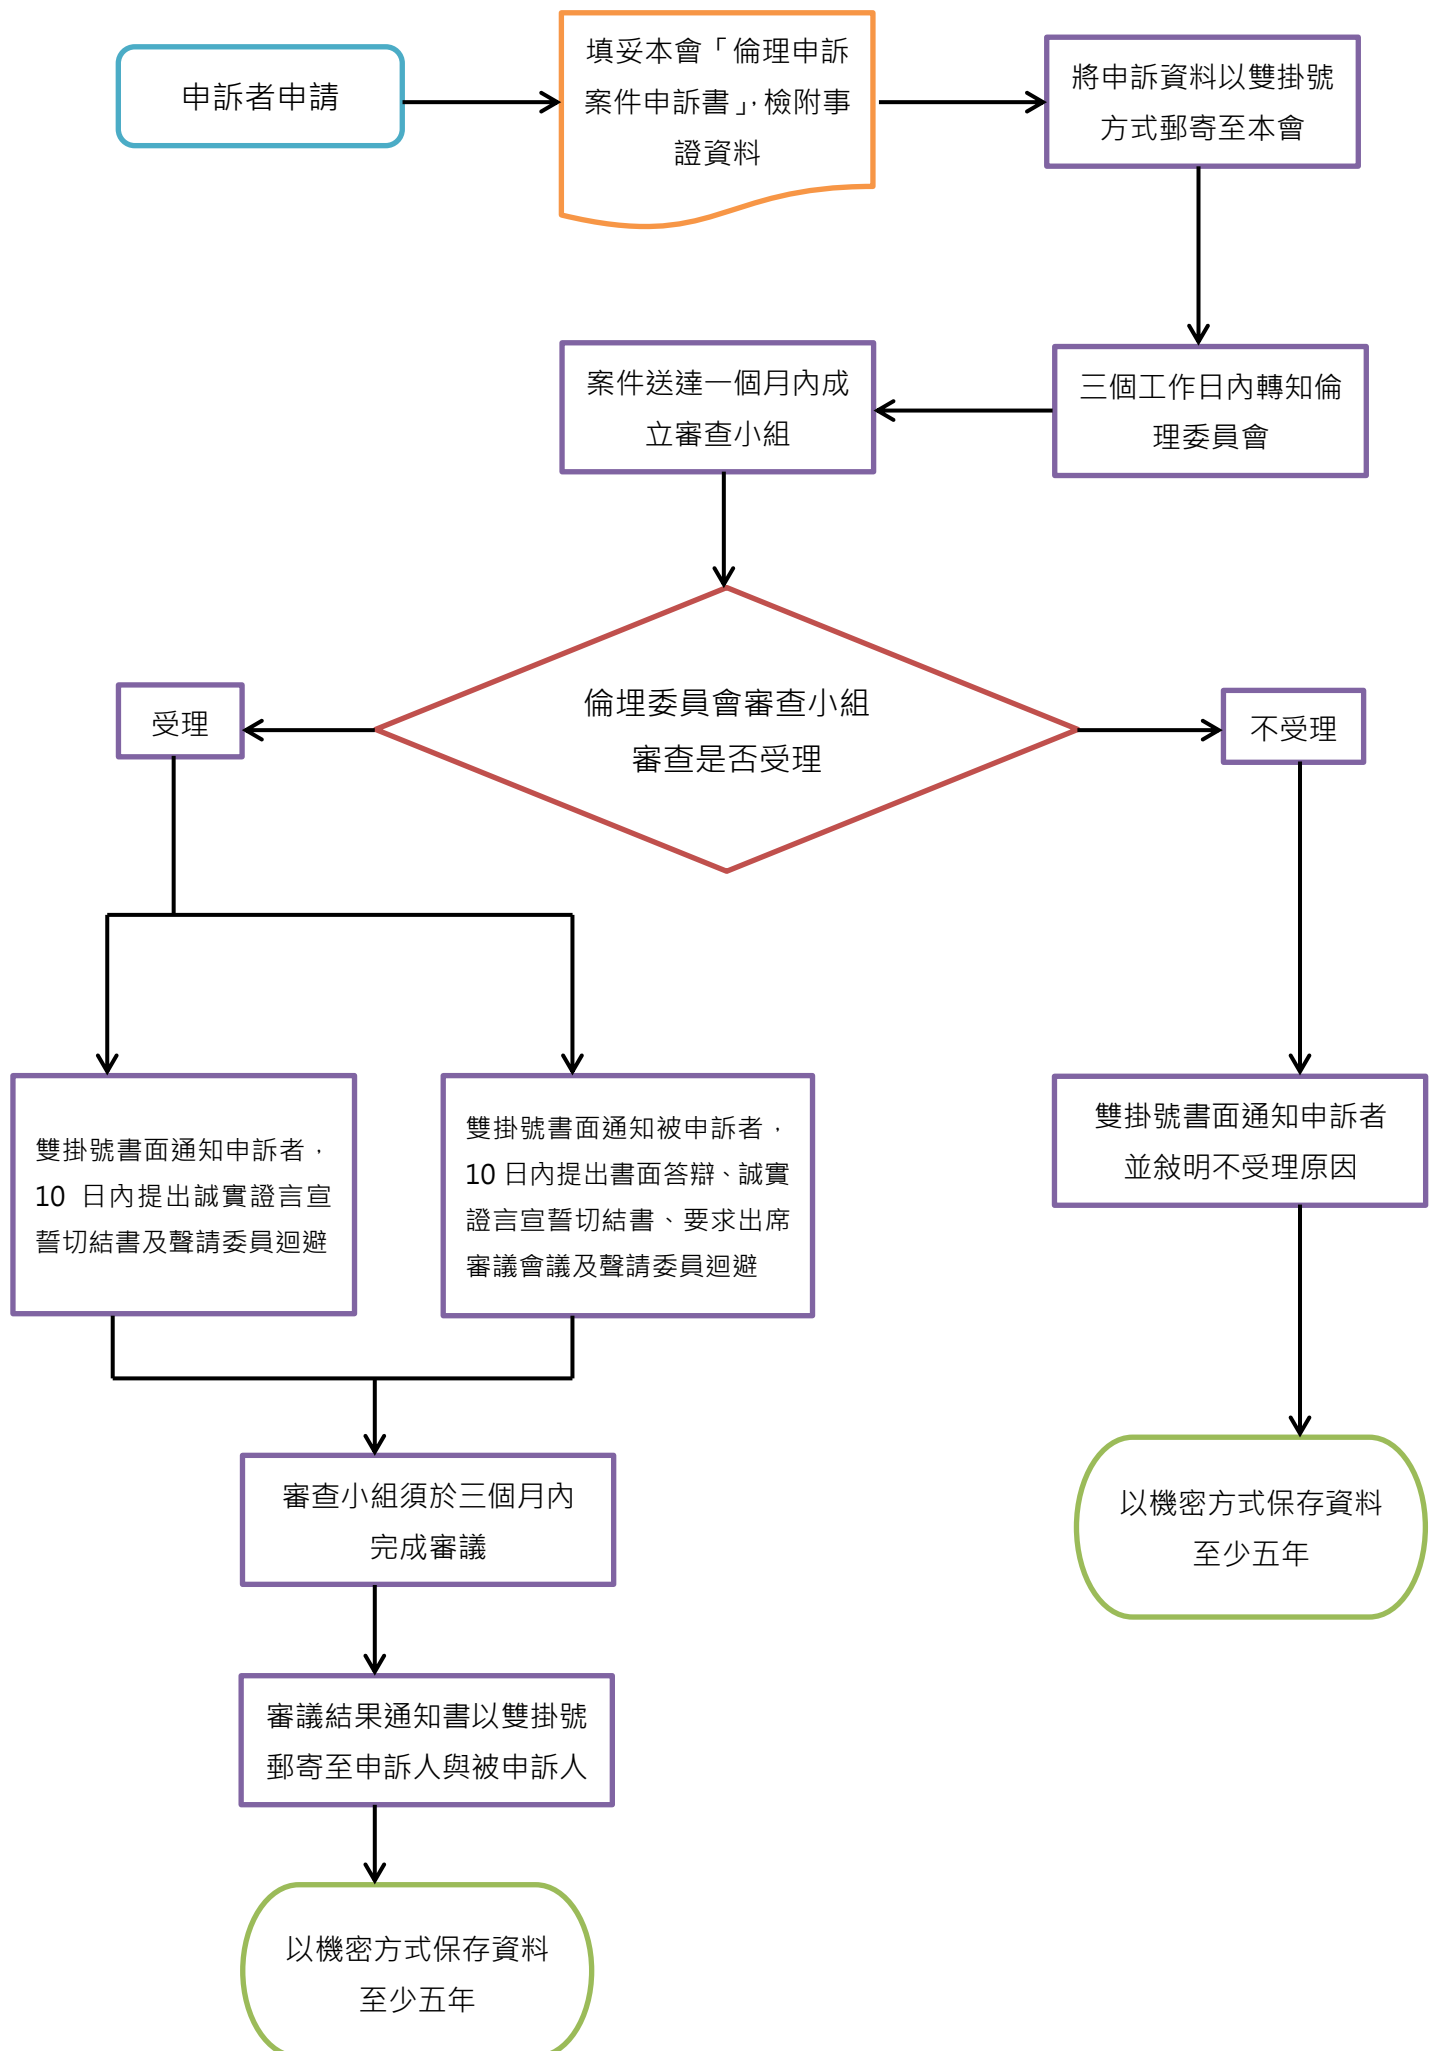 申訴者申請
填妥本會「倫理申訴
案件申訴書」，檢附事
證資料
將申訴資料以雙掛號
方式郵寄至本會
三個工作日內轉知倫
理委員會
案件送達一個月內成
立審查小組
倫埋委員會審查小組
審查是否受理
受理
不受理
雙掛號書面通知申訴者，
10 日內提出誠實證言宣
誓切結書及聲請委員迴避
雙掛號書面通知被申訴者，
10 日內提出書面答辯、誠實
證言宣誓切結書、要求出席
審議會議及聲請委員迴避
雙掛號書面通知申訴者
並敍明不受理原因
審查小組須於三個月內
完成審議
以機密方式保存資料
至少五年
審議結果通知書以雙掛號
郵寄至申訴人與被申訴人
以機密方式保存資料
至少五年